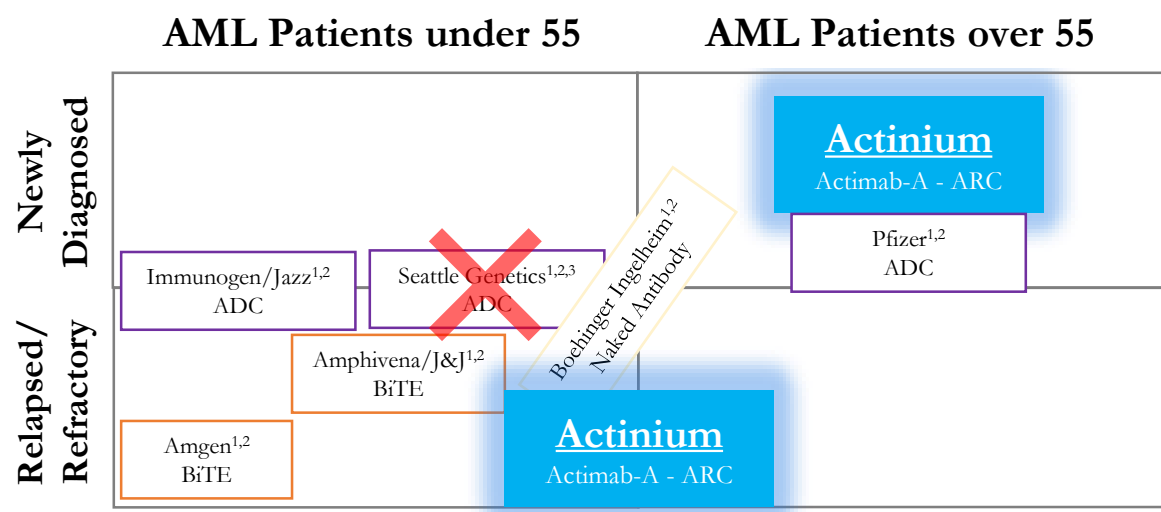 AML Patients under 55
AML Patients over 55
Newly
Diagnosed
Actinium
Actimab-A - ARC
Pfizer1,2
ADC
Immunogen/Jazz1,2
ADC
Seattle Genetics1,2,3
ADC
Boehinger Ingelheim1,2
Naked Antibody
Relapsed/
Refractory
Amphivena/J&J1,2
BiTE
Amgen1,2
BiTE
Actinium
Actimab-A - ARC